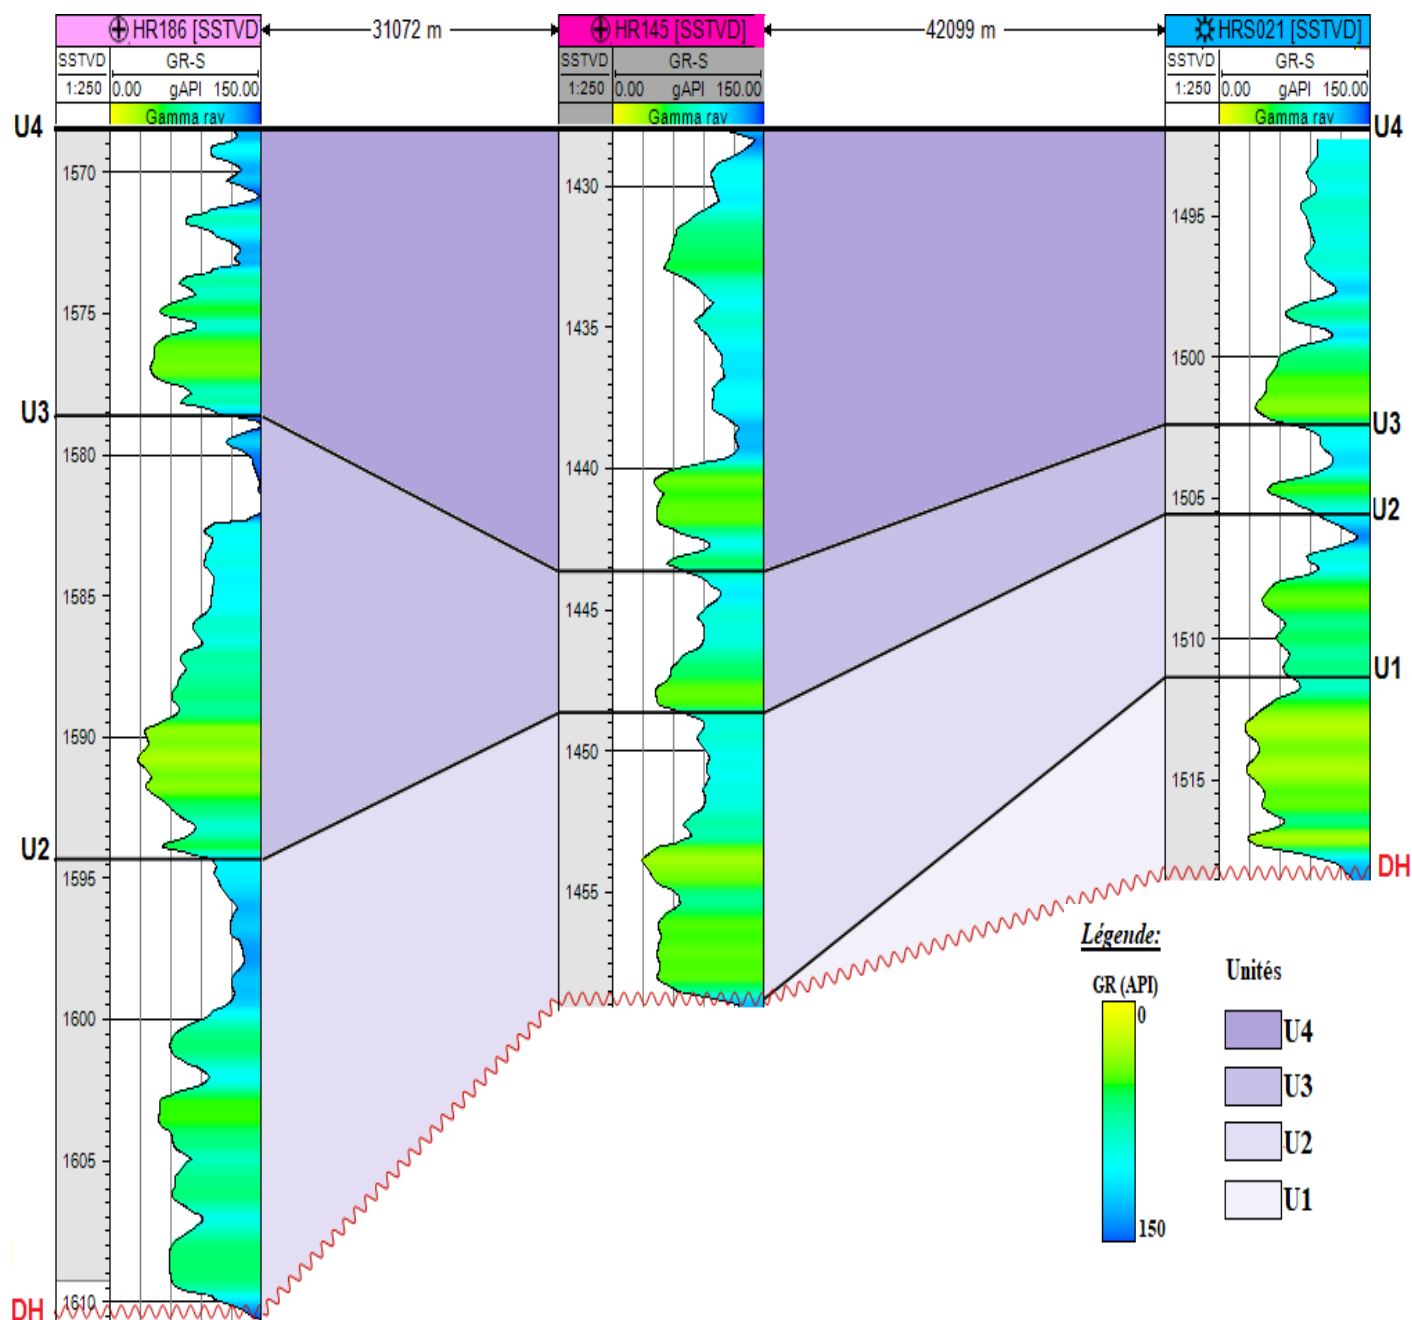 HR186 [SSTVD
31072 m
HR145 [SSTVD]
42099 m
HRS021 [SSTVD]
SSTVD GR-S
1:250 0.00 gAPI 150.00
Gamma ray
SSTVD GR-S
1:250 0.00 gAPI 150.00
Gamma ray
SSTVD GR-S
1:250 0.00 gAPI 150.00
Gamma ray
U4
U3
U2
DH
1570
1575
1580
1585
1590
1595
1600
1605
1610
1430
1435
1440
1445
1450
1455
1495
1500
1505
1510
1515
U4
U3
U2
U1
DH
Légende:
GR (API)
0
150
Unités
U4
U3
U2
U1